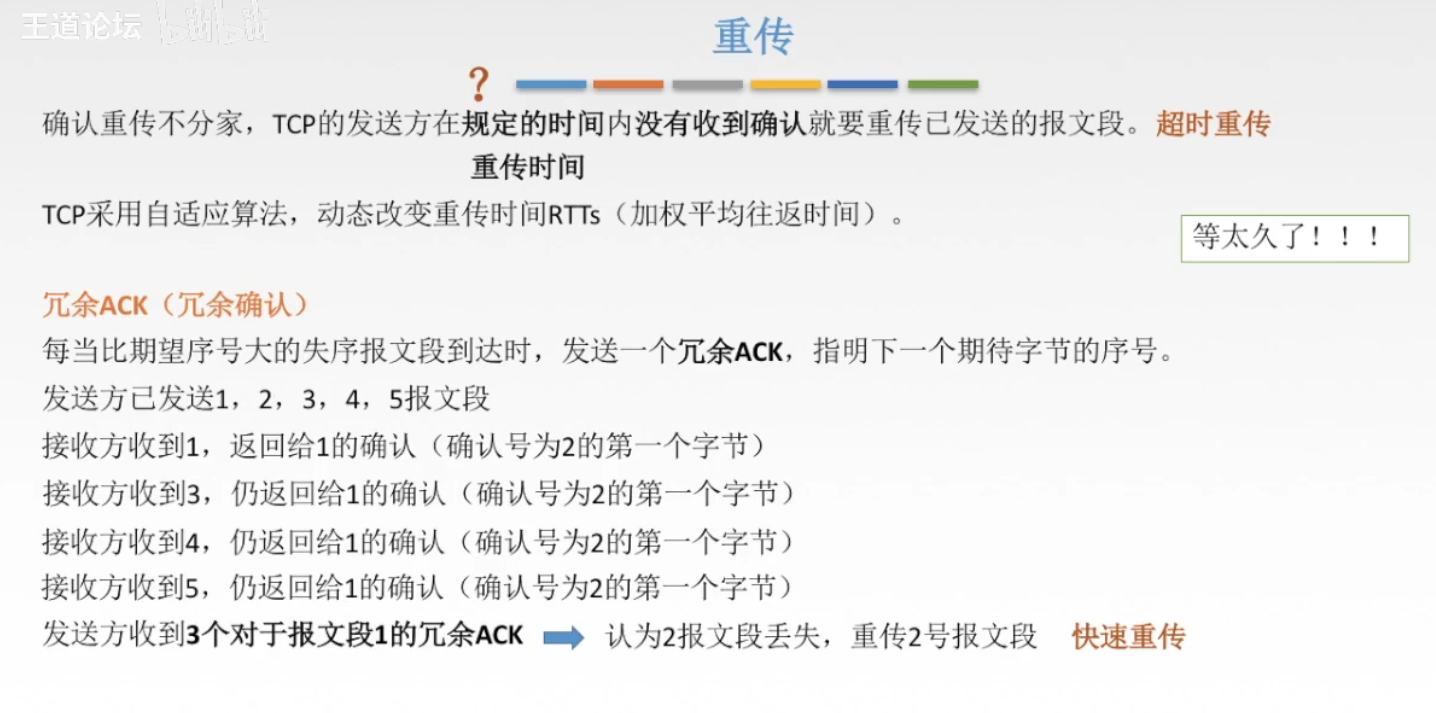 王道论坛 bilibili
重传
?
确认重传不分家，TCP的发送方在规定的时间内没有收到确认就要重传已发送的报文段。超时重传
重传时间
TCP采用自适应算法，动态改变重传时间RTTs（加权平均往返时间）。
等太久了！！！
冗余ACK（冗余确认）
每当比期望序号大的失序报文段到达时，发送一个冗余ACK，指明下一个期待字节的序号。
发送方已发送1，2，3，4，5报文段
接收方收到1，返回给1的确认（确认号为2的第一个字节）
接收方收到3，仍返回给1的确认（确认号为2的第一个字节）
接收方收到4，仍返回给1的确认（确认号为2的第一个字节）
接收方收到5，仍返回给1的确认（确认号为2的第一个字节）
发送方收到3个对于报文段1的冗余ACK 认为2报文段丢失，重传2号报文段 快速重传